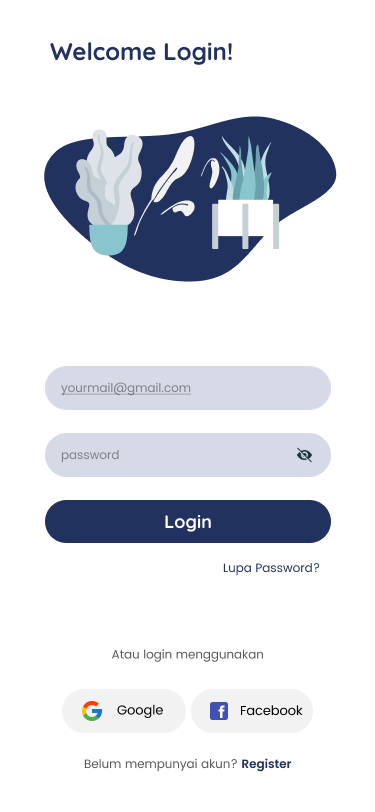 Welcome Login!
yourmail@gmail.com
password
Login
Lupa Password?
Atau login menggunakan
Google
Facebook
Belum mempunyai akun? Register